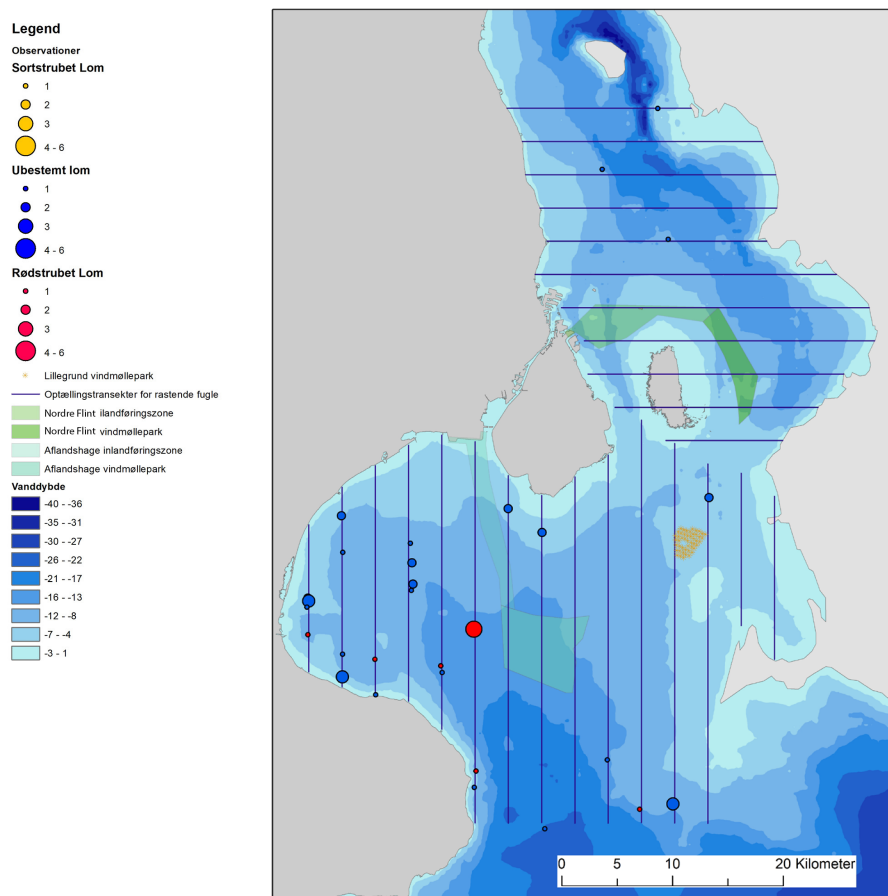 Legend
Observationer
Sortstrubet Lom
1
2
3
4 - 6
Ubestemt lom
1
2
3
4 - 6
Rødstrubet Lom
1
2
3
4 - 6
Lillegrund vindmøllepark
Optællingstransekter for rastende fugle
Nordre Flint ilandføringszone
Nordre Flint vindmøllepark
Aflandshage inlandføringszone
Aflandshage vindmøllepark
Vanddybde
-40 - -36
-35 - -31
-30 - -27
-26 - -22
-21 - -17
-16 - -13
-12 - -8
-7 - -4
-3 - 1
0 5 10 20 Kilometer